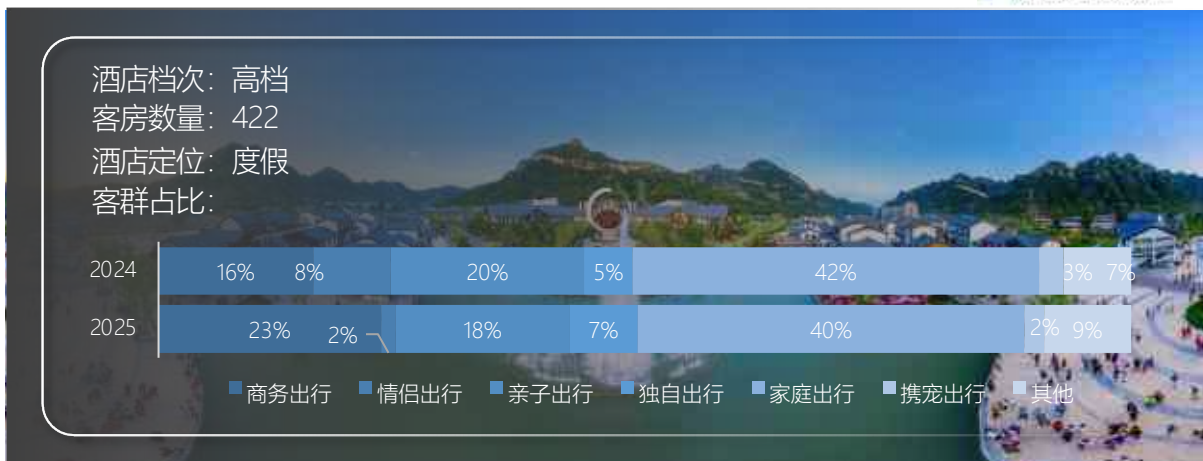 酒店档次：高档
客房数量：422
酒店定位：度假
客群占比：
2024 16% 8% 20% 5% 42% 3% 7%
2025 23% 2% 18% 7% 40% 2% 9%
商务出行 情侣出行 亲子出行 独自出行 家庭出行 携宠出行 其他